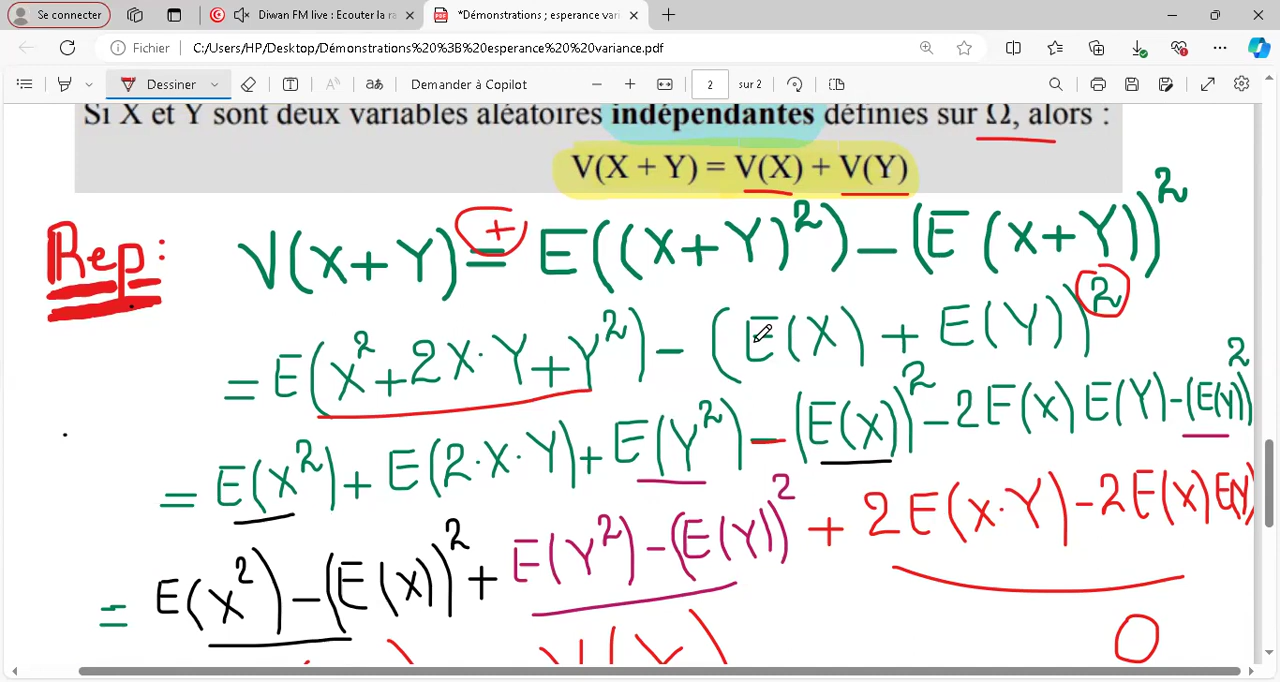 Se connecter
Diwan FM live : Ecouter la ra
*Démonstrations ; esperance var
Fichier C:/Users/HP/Desktop/Démonstrations%20%3B%20esperance%20%20variance.pdf
Dessiner
aあ
Demander à Copilot
2 sur 2
Si X et Y sont deux variables aléatoires indépendantes définies sur Ω, alors :
V(X + Y) = V(X) + V(Y)
Rep: V(X+Y) = E((X+Y)²) − (E(X+Y))²
= E(X²+2X·Y+Y²) − (E(X) + E(Y))²
= E(X²) + E(2·X·Y) + E(Y²) − (E(X))² − 2E(X)E(Y) − (E(Y))²
= E(X²) − (E(X))² + E(Y²) − (E(Y))² + 2E(X·Y) − 2E(X)E(Y)
0